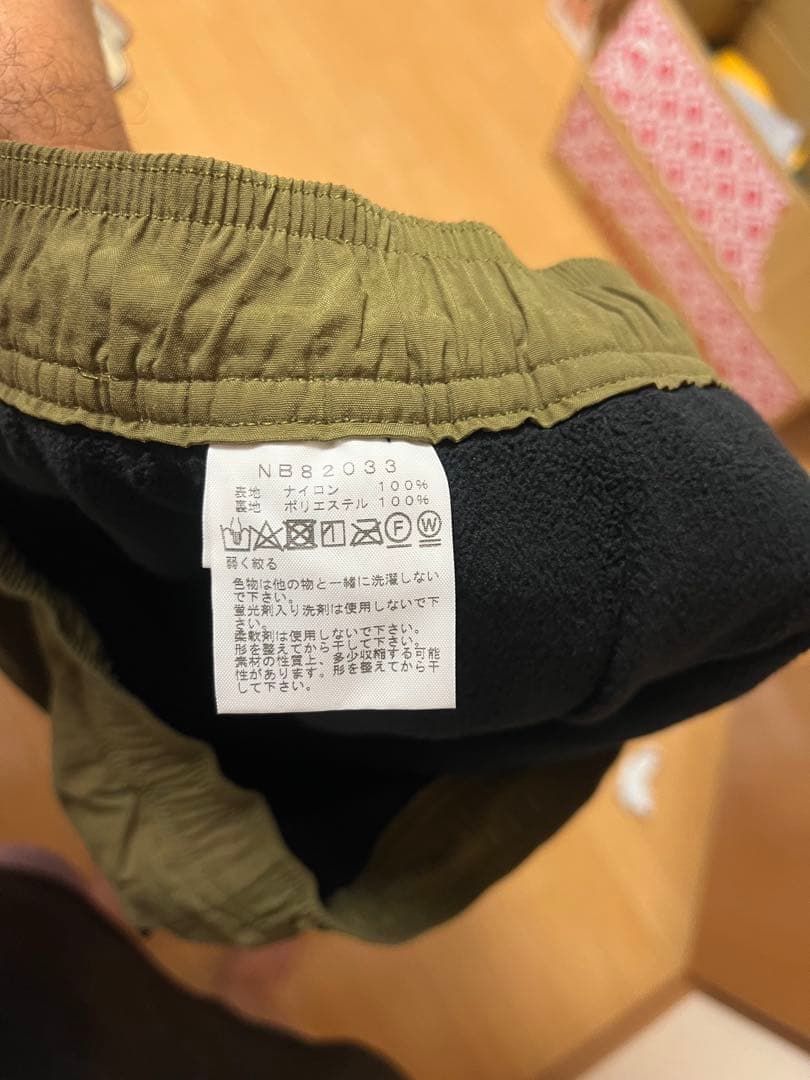 NB82033
表地 ナイロン 100%
裏地 ポリエステル 100%
F W
弱く絞る
色物は他の物と一緒に洗濯しない
で下さい。
蛍光剤入り洗剤は使用しないで下
さい。
柔軟剤は使用しないで下さい。
形を整えてから干して下さい。
素材の性質上、多少収縮する可能
性があります。形を整えてから干
して下さい。